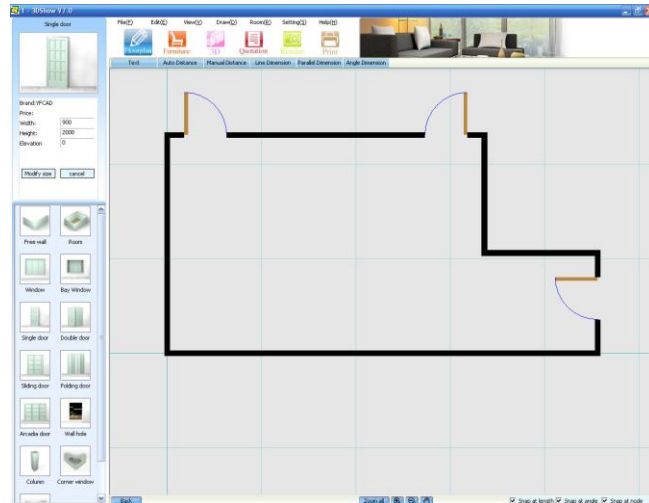 1 - 3DShow V7.0
Single door
File(F) Edit(E) View(V) Draw(D) Room(R) Setting(S) Help(H)
Floorplan Furniture 3D Quotation Render Print
Text Auto Distance Manual Distance Line Dimension Parallel Dimension Angle Dimension
Brand:YFCAD
Price:
Width: 900
Height: 2000
Elevation 0
Modify size cancel
Free wall Room
Window Bay Window
Single door Double door
Sliding door Folding door
Arcadia door Wall hole
Column Corner window
Back Zoom all Snap at length Snap at angle Snap at node